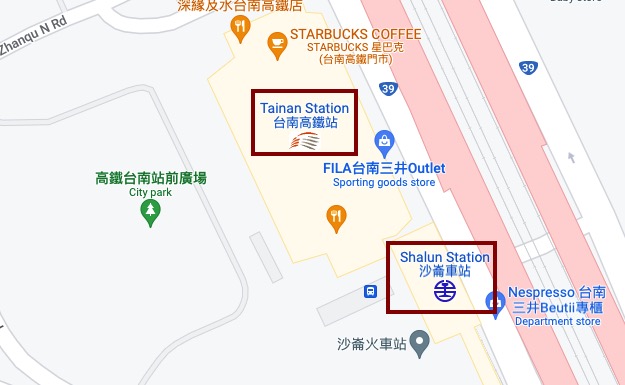 深緣及水台南高鐵店
Zhanqu N Rd
STARBUCKS COFFEE
STARBUCKS 星巴克
(台南高鐵門市)
39
39
Tainan Station
台南高鐵站
FILA台南三井Outlet
Sporting goods store
高鐵台南站前廣場
City park
Shalun Station
沙崙車站
Nespresso 台南
三井Beutii專櫃
Department store
沙崙火車站